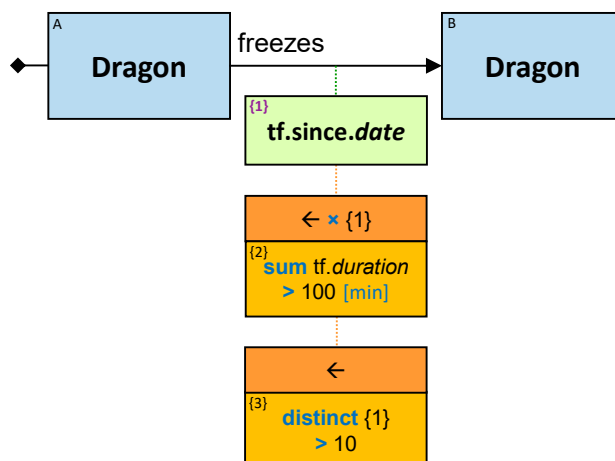 A
Dragon
freezes
B
Dragon
{1}
tf.since.date
← × {1}
{2}
sum tf.duration
> 100 [min]
←
{3}
distinct {1}
> 10